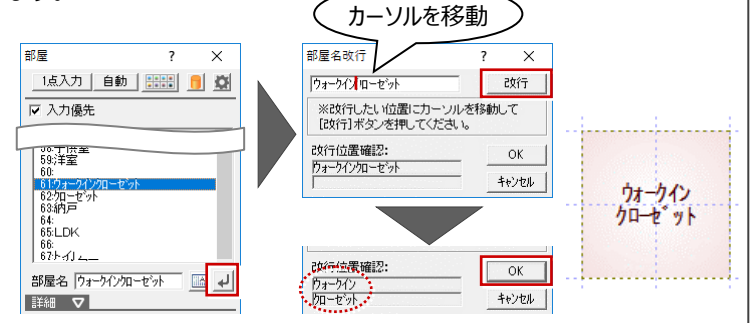 カーソルを移動
部屋 ? ×
1点入力 自動
入力優先
59:洋室
60:
61:ウォークインクローゼット
62:クローゼット
63:納戸
64:
65:LDK
66:
67:トイレ
部屋名 ウォークインクローゼット
詳細 ▽
部屋名改行 ? ×
ウォークインクローゼット 改行
※改行したい位置にカーソルを移動して
[改行]ボタンを押してください。
改行位置確認:
ウォークインクローゼット
OK
キャンセル
改行位置確認:
ウォークイン
クローゼット
OK
キャンセル
ウォークイン
クローゼット